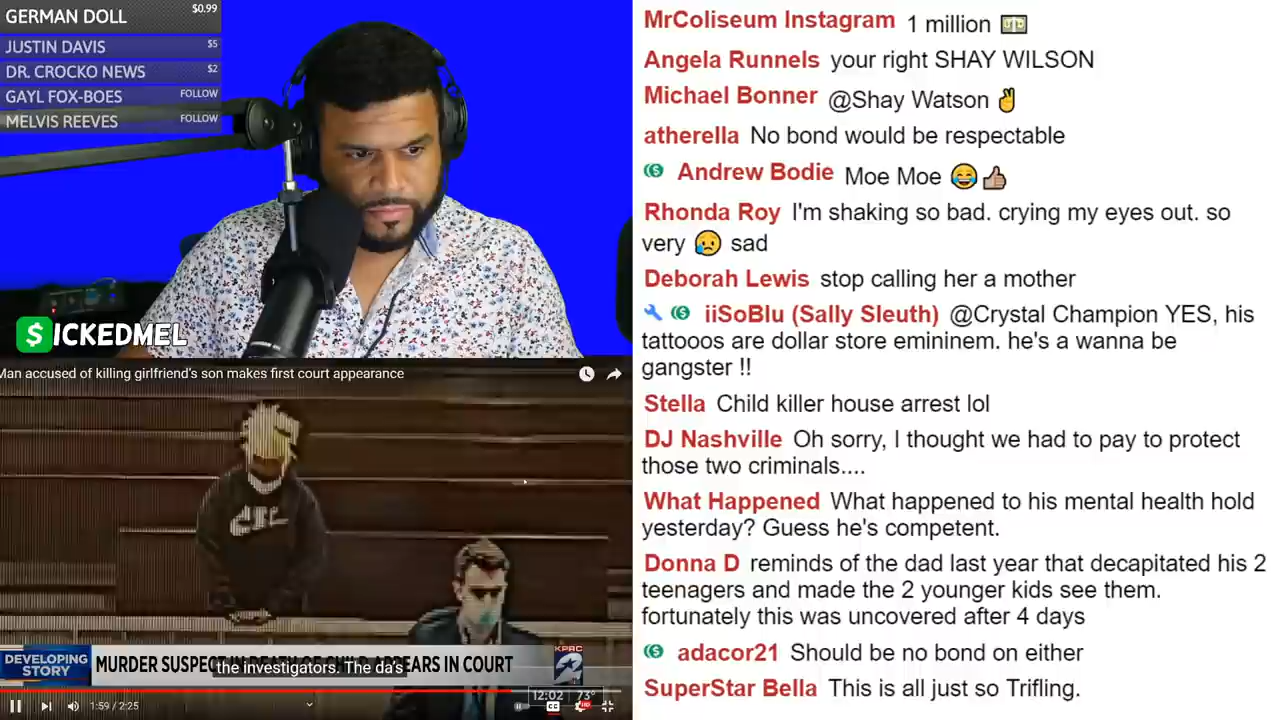 GERMAN DOLL $0.99
JUSTIN DAVIS $5
DR. CROCKO NEWS $2
GAYL FOX-BOES FOLLOW
MELVIS REEVES FOLLOW
$ICKEDMEL
Man accused of killing girlfriend's son makes first court appearance
DEVELOPING
STORY
MURDER SUSPECT IN DEATH OF CHILD APPEARS IN COURT
the investigators. The da's
KPRC
2
12:02 73°
1:59 / 2:25
CC
HD
MrColiseum Instagram 1 million 💵
Angela Runnels your right SHAY WILSON
Michael Bonner @Shay Watson ✌
atherella No bond would be respectable
Andrew Bodie Moe Moe 😂👍🏽
Rhonda Roy I'm shaking so bad. crying my eyes out. so
very 😥 sad
Deborah Lewis stop calling her a mother
iiSoBlu (Sally Sleuth) @Crystal Champion YES, his
tattooos are dollar store emininem. he's a wanna be
gangster !!
Stella Child killer house arrest lol
DJ Nashville Oh sorry, I thought we had to pay to protect
those two criminals....
What Happened What happened to his mental health hold
yesterday? Guess he's competent.
Donna D reminds of the dad last year that decapitated his 2
teenagers and made the 2 younger kids see them.
fortunately this was uncovered after 4 days
adacor21 Should be no bond on either
SuperStar Bella This is all just so Trifling.